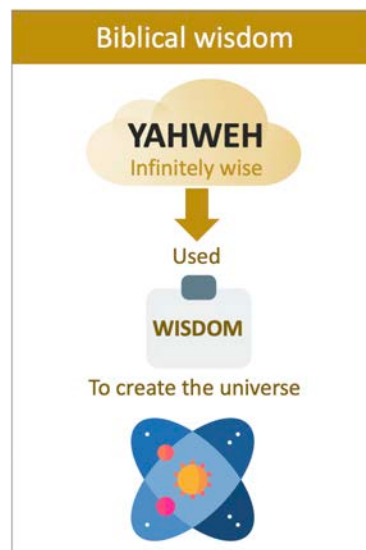 Biblical wisdom
YAHWEH
Infinitely wise
Used
WISDOM
To create the universe